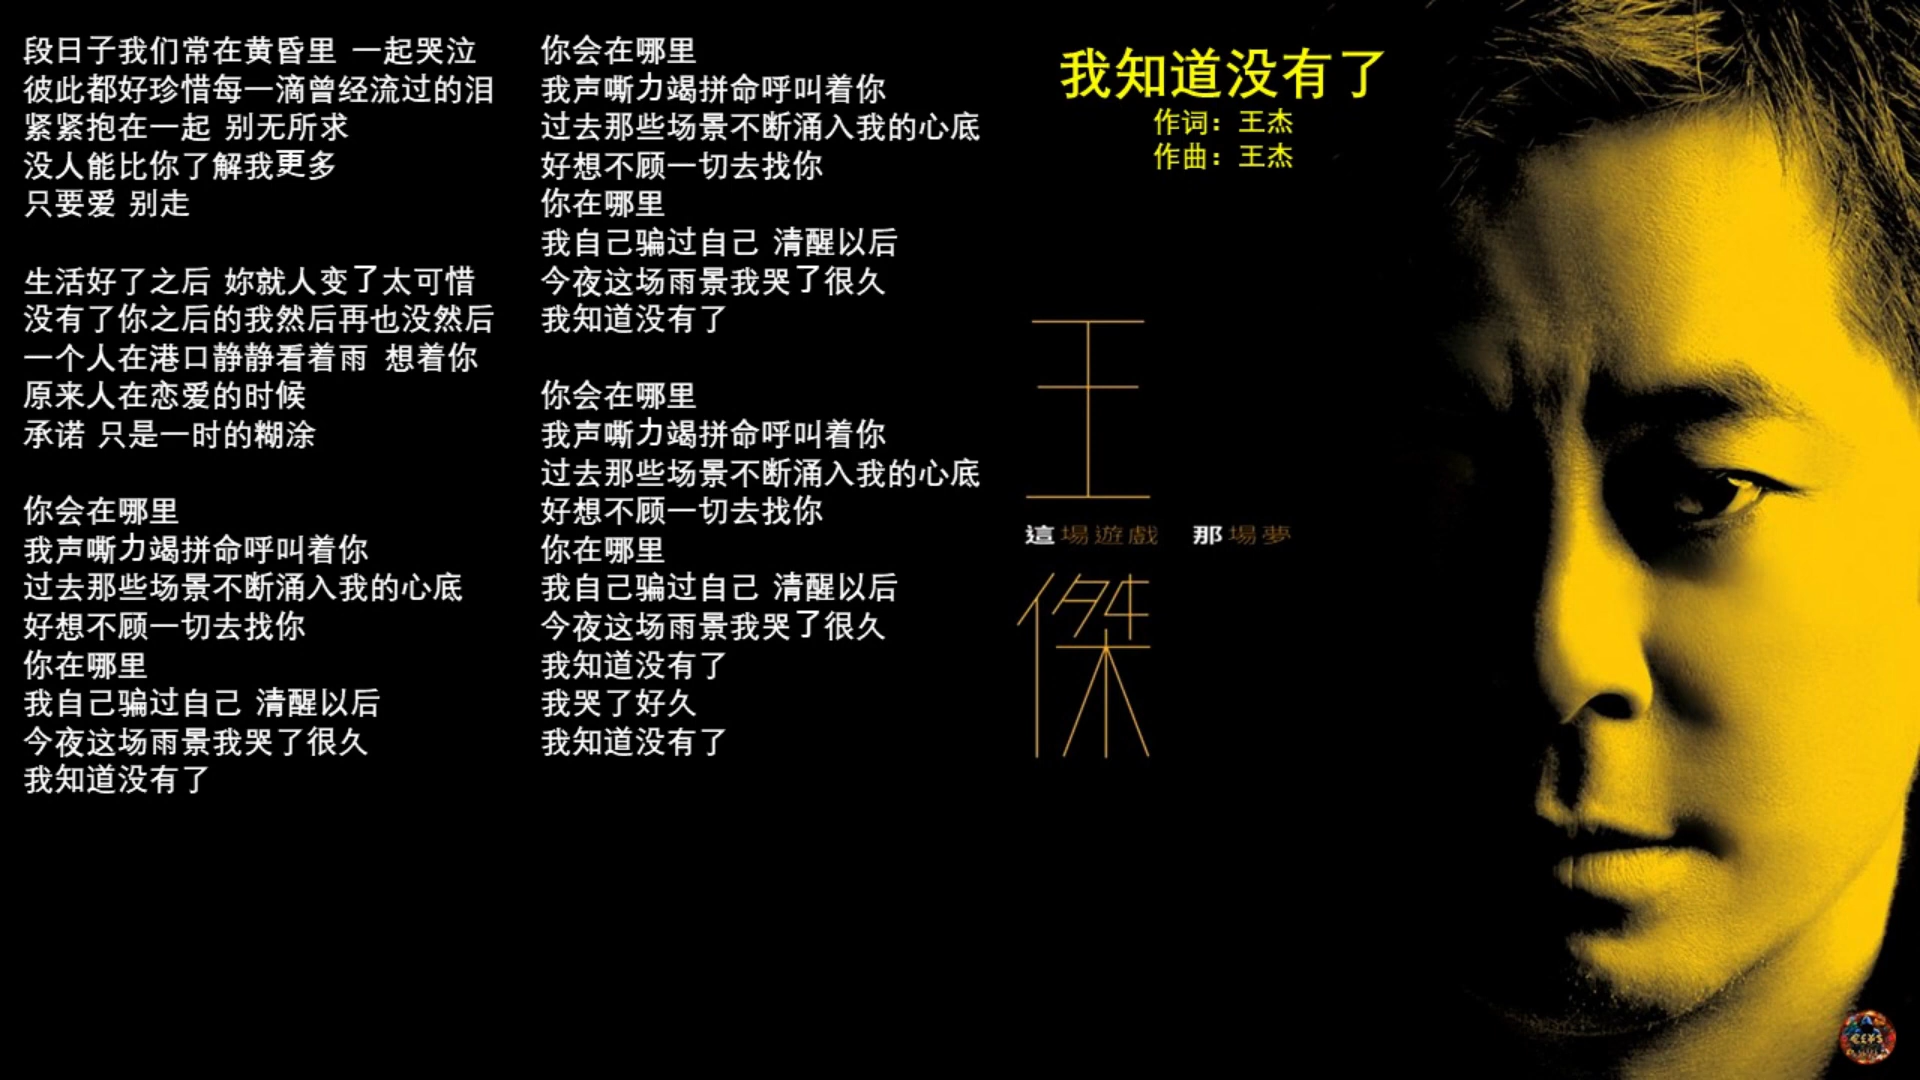 段日子我们常在黄昏里 一起哭泣
彼此都好珍惜每一滴曾经流过的泪
紧紧抱在一起 别无所求
没人能比你了解我更多
只要爱 别走
生活好了之后 妳就人变了太可惜
没有了你之后的我然后再也没然后
一个人在港口静静看着雨 想着你
原来人在恋爱的时候
承诺 只是一时的糊涂
你会在哪里
我声嘶力竭拼命呼叫着你
过去那些场景不断涌入我的心底
好想不顾一切去找你
你在哪里
我自己骗过自己 清醒以后
今夜这场雨景我哭了很久
我知道没有了
你会在哪里
我声嘶力竭拼命呼叫着你
过去那些场景不断涌入我的心底
好想不顾一切去找你
你在哪里
我自己骗过自己 清醒以后
今夜这场雨景我哭了很久
我知道没有了
你会在哪里
我声嘶力竭拼命呼叫着你
过去那些场景不断涌入我的心底
好想不顾一切去找你
你在哪里
我自己骗过自己 清醒以后
今夜这场雨景我哭了很久
我知道没有了
我哭了好久
我知道没有了
我知道没有了
作词：王杰
作曲：王杰
王
這場遊戲 那場夢
傑